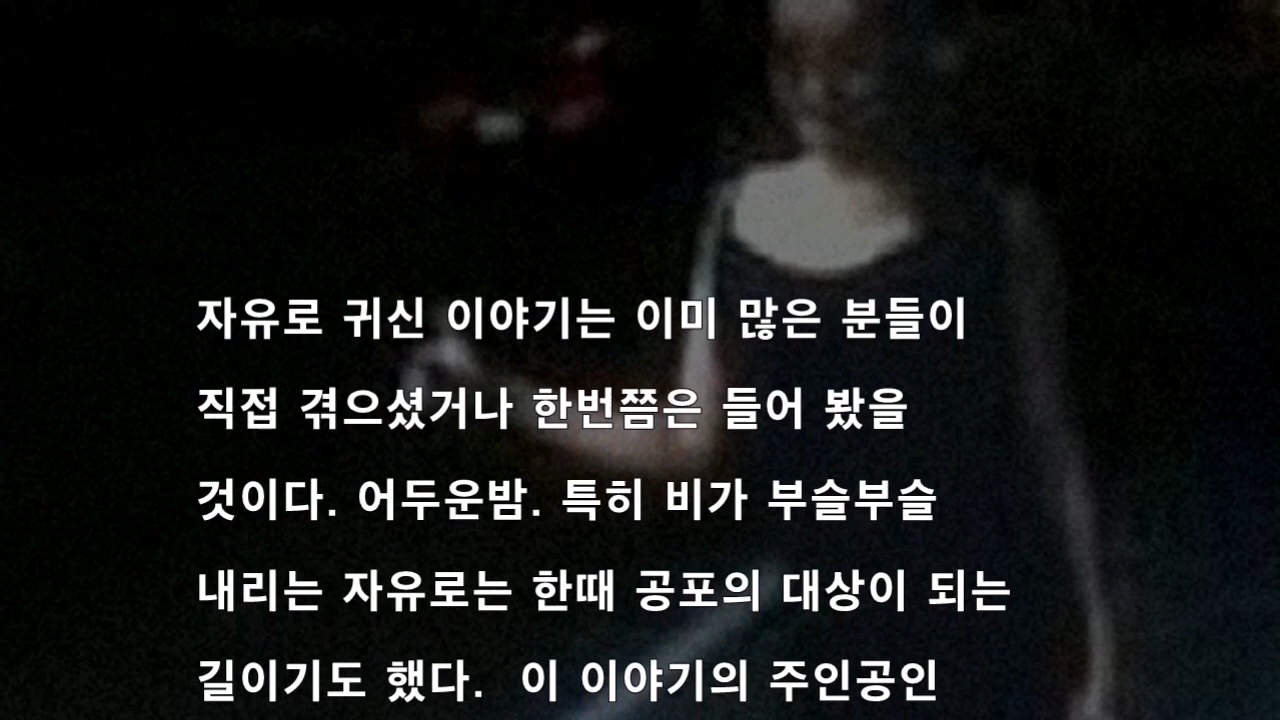 자유로 귀신 이야기는 이미 많은 분들이
직접 겪으셨거나 한번쯤은 들어 봤을
것이다. 어두운밤. 특히 비가 부슬부슬
내리는 자유로는 한때 공포의 대상이 되는
길이기도 했다.  이 이야기의 주인공인